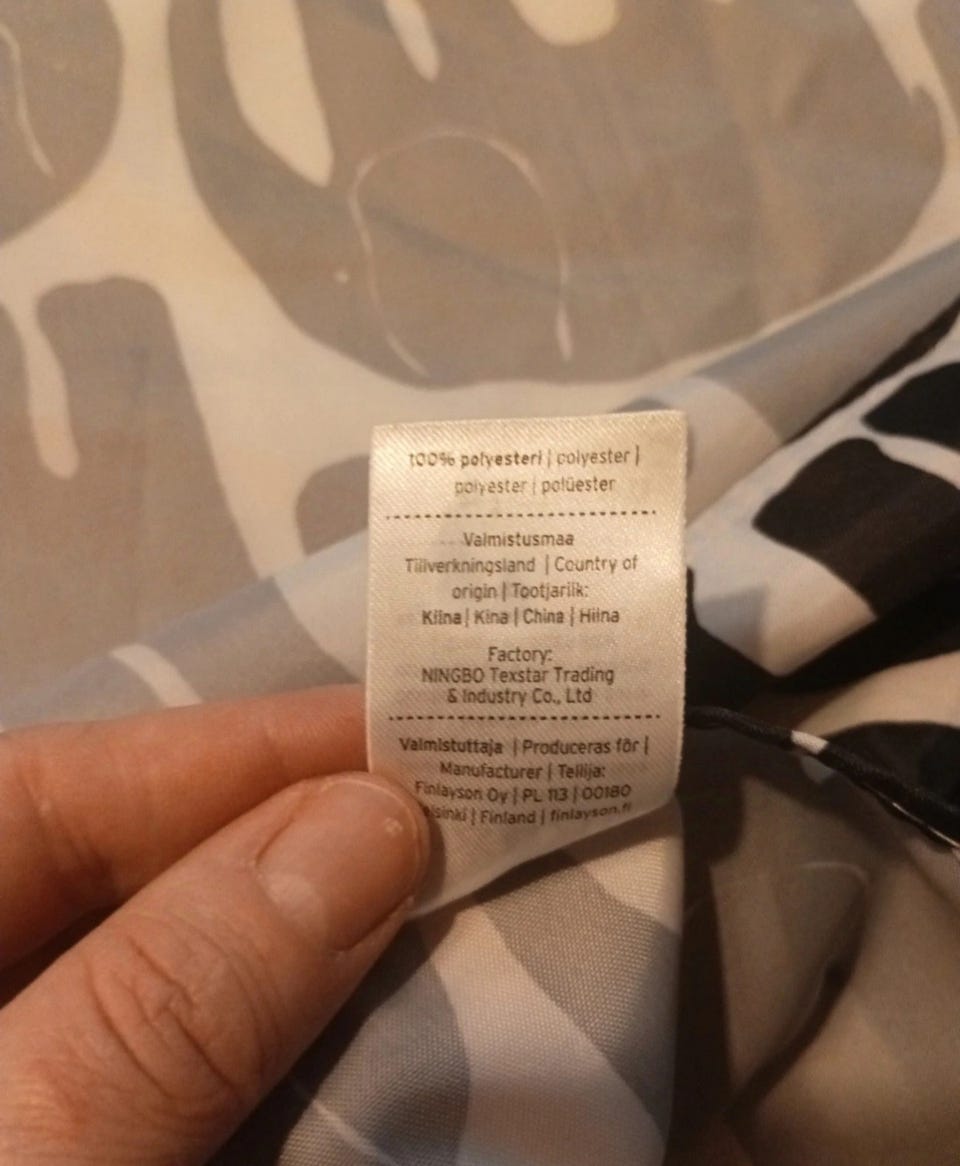 100% polyesteri | polyester |
polyester | polüester
Valmistusmaa
Tillverkningsland | Country of
origin | Tootjariik:
Kiina | Kina | China | Hiina
Factory:
NINGBO Texstar Trading
& Industry Co., Ltd
Valmistuttaja | Produceras för |
Manufacturer | Tellija:
Finlayson Oy | PL 113 | 00180
elsinki | Finland | finlayson.fi